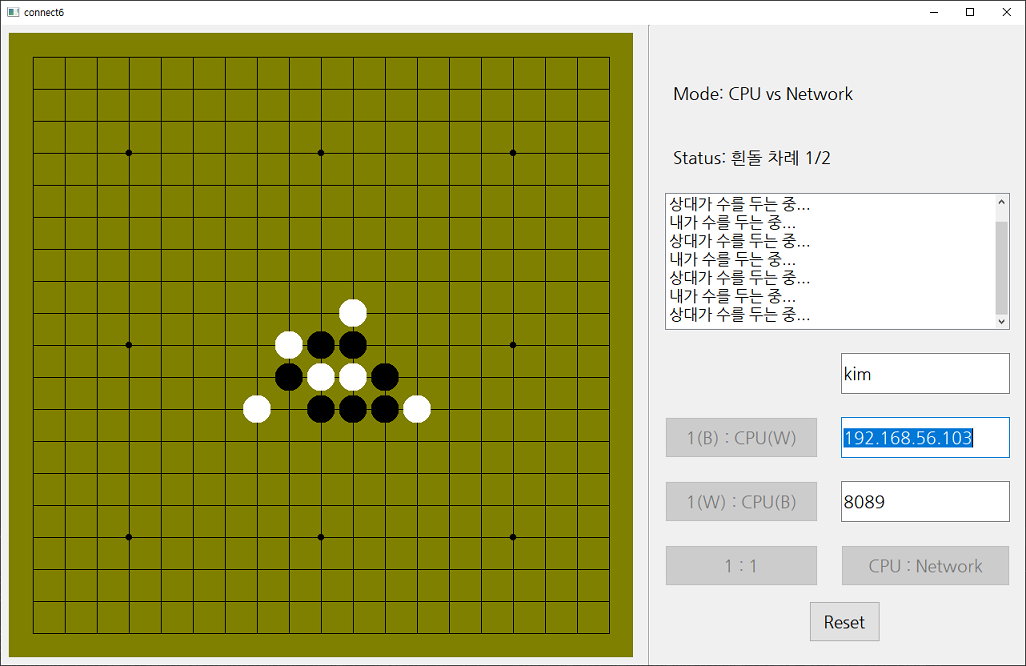 connect6
Mode: CPU vs Network
Status: 흰돌 차례 1/2
상대가 수를 두는 중...
내가 수를 두는 중...
상대가 수를 두는 중...
내가 수를 두는 중...
상대가 수를 두는 중...
내가 수를 두는 중...
상대가 수를 두는 중...
kim
1(B) : CPU(W)
192.168.56.103
1(W) : CPU(B)
8089
1 : 1
CPU : Network
Reset